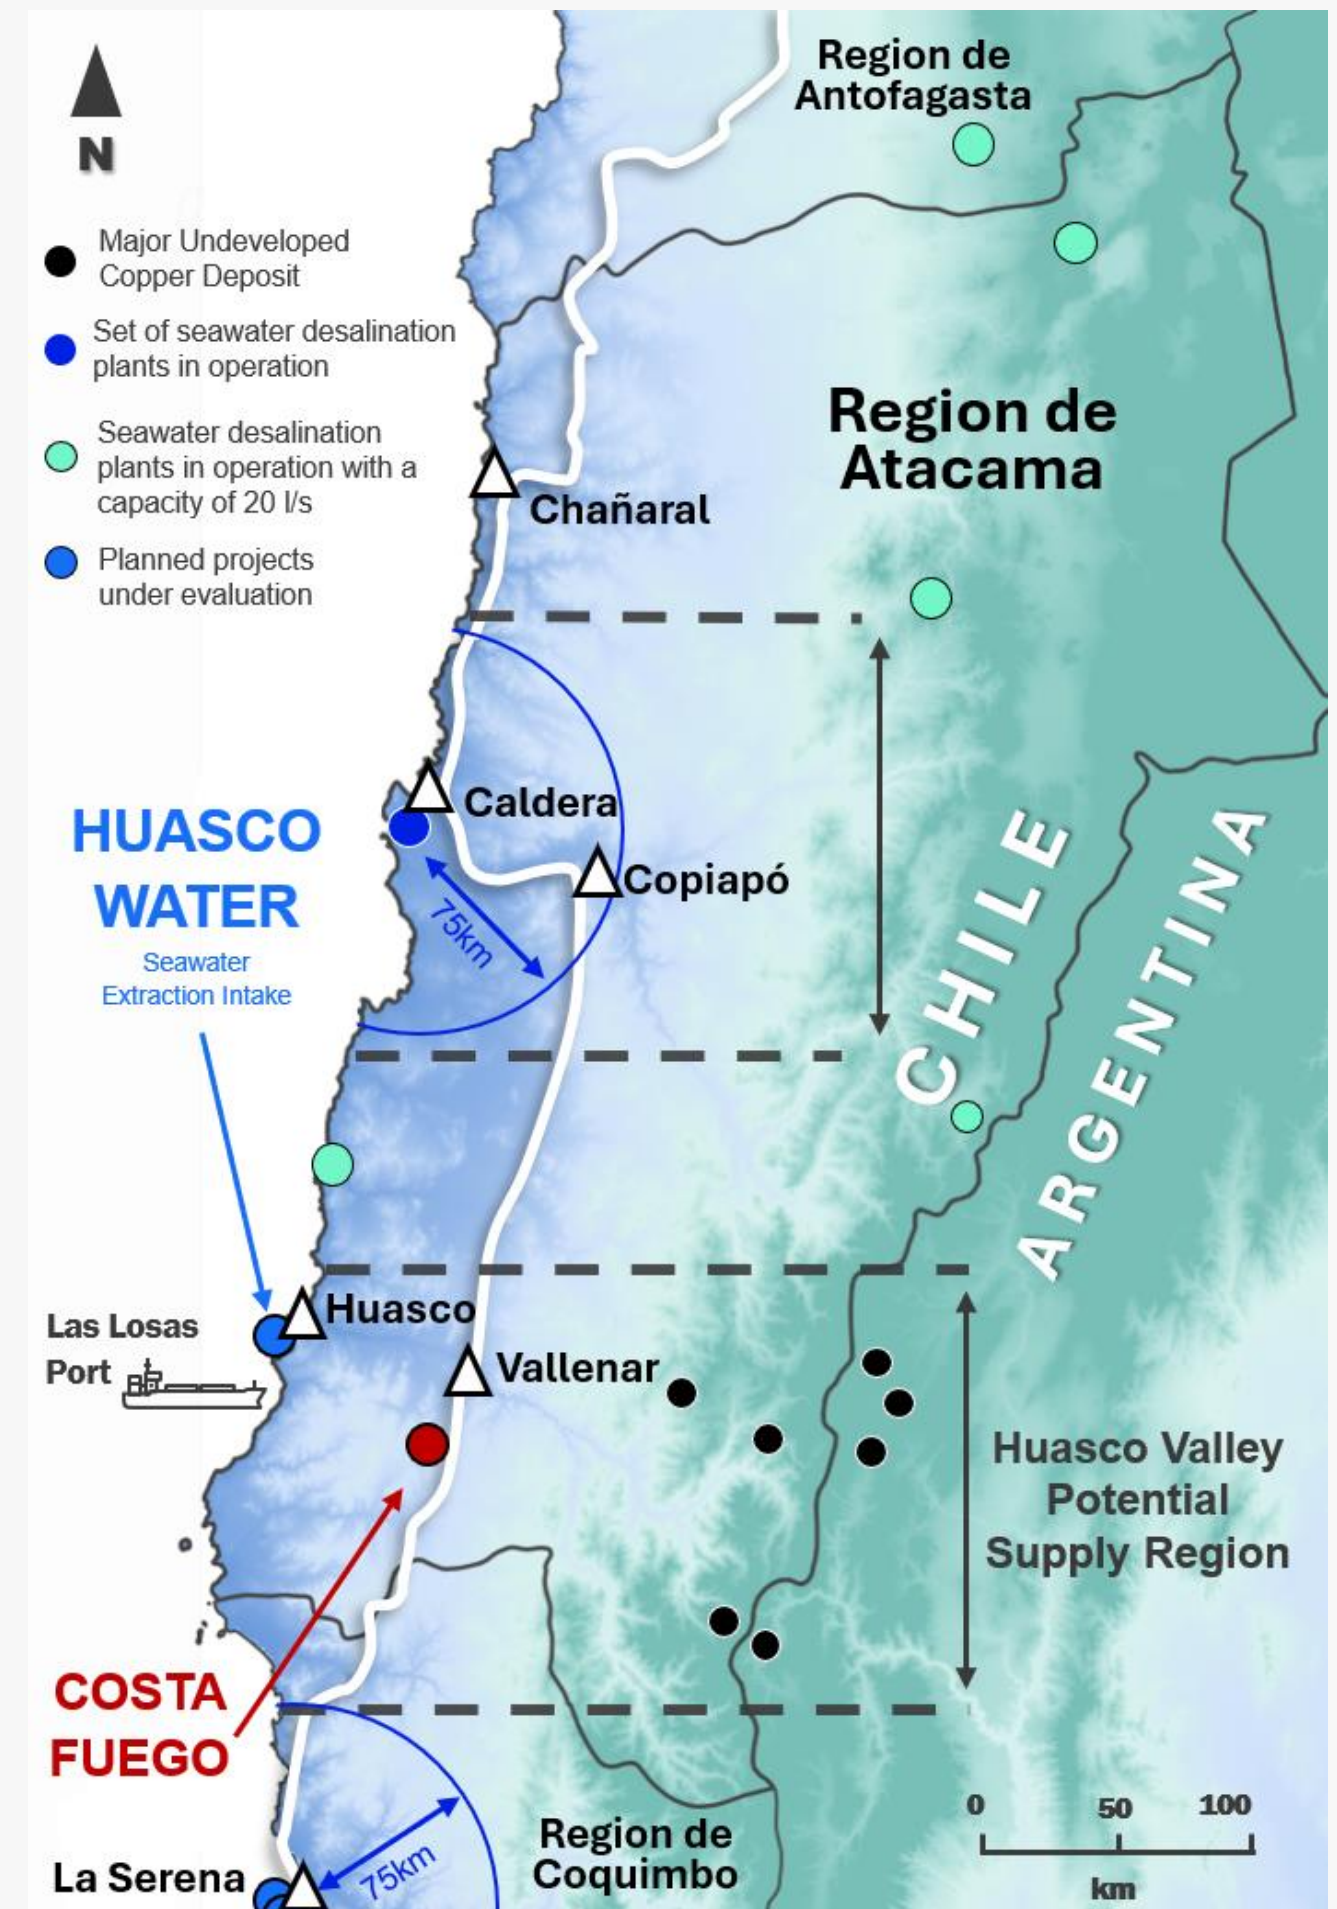 Region de
Antofagasta
N
Major Undeveloped
Copper Deposit
Set of seawater desalination
plants in operation
Seawater desalination
plants in operation with a
capacity of 20 l/s
Planned projects
under evaluation
Region de
Atacama
Chañaral
Caldera
HUASCO
WATER
Seawater
Extraction Intake
Copiapó
75km
CHILE
ARGENTINA
Huasco
Las Losas
Port
Vallenar
Huasco Valley
Potential
Supply Region
COSTA
FUEGO
Region de
Coquimbo
La Serena
75km
0 50 100
km